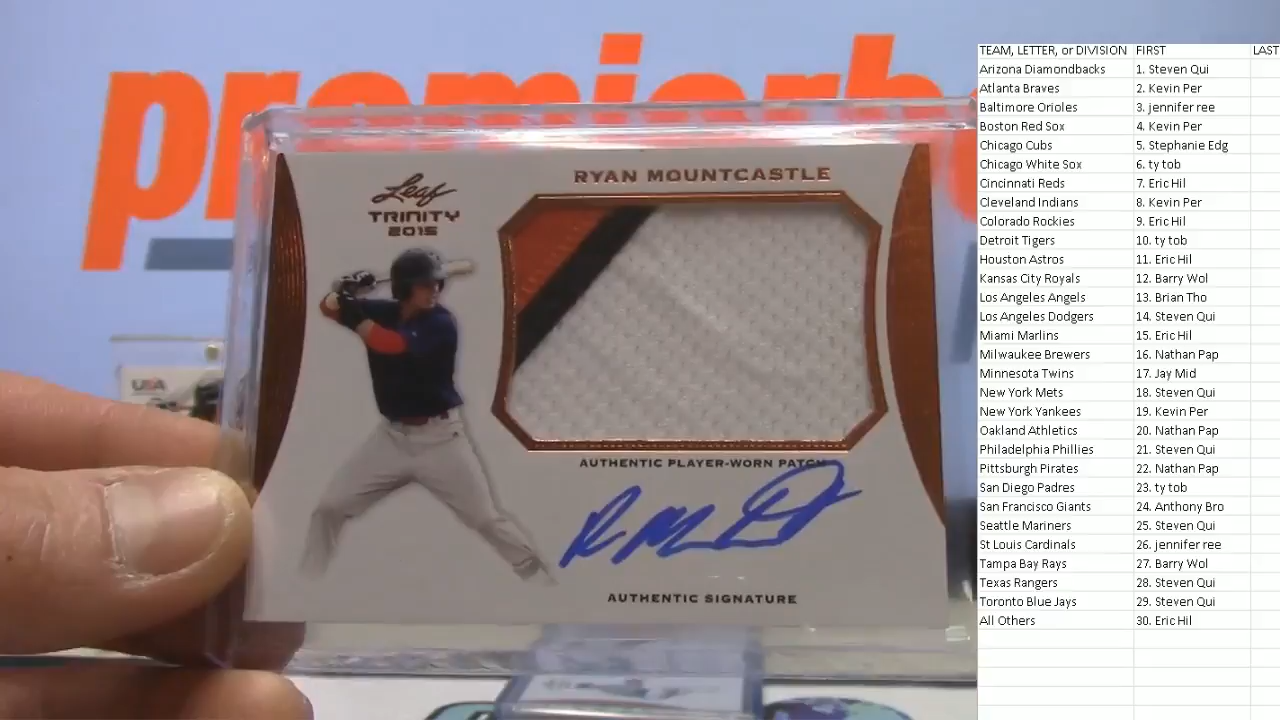 RYAN MOUNTCASTLE
Leaf
TRINITY
2015
AUTHENTIC PLAYER-WORN PATCH
AUTHENTIC SIGNATURE
USA
TEAM, LETTER, or DIVISION FIRST LAST
Arizona Diamondbacks 1. Steven Qui
Atlanta Braves 2. Kevin Per
Baltimore Orioles 3. jennifer ree
Boston Red Sox 4. Kevin Per
Chicago Cubs 5. Stephanie Edg
Chicago White Sox 6. ty tob
Cincinnati Reds 7. Eric Hil
Cleveland Indians 8. Kevin Per
Colorado Rockies 9. Eric Hil
Detroit Tigers 10. ty tob
Houston Astros 11. Eric Hil
Kansas City Royals 12. Barry Wol
Los Angeles Angels 13. Brian Tho
Los Angeles Dodgers 14. Steven Qui
Miami Marlins 15. Eric Hil
Milwaukee Brewers 16. Nathan Pap
Minnesota Twins 17. Jay Mid
New York Mets 18. Steven Qui
New York Yankees 19. Kevin Per
Oakland Athletics 20. Nathan Pap
Philadelphia Phillies 21. Steven Qui
Pittsburgh Pirates 22. Nathan Pap
San Diego Padres 23. ty tob
San Francisco Giants 24. Anthony Bro
Seattle Mariners 25. Steven Qui
St Louis Cardinals 26. jennifer ree
Tampa Bay Rays 27. Barry Wol
Texas Rangers 28. Steven Qui
Toronto Blue Jays 29. Steven Qui
All Others 30. Eric Hil